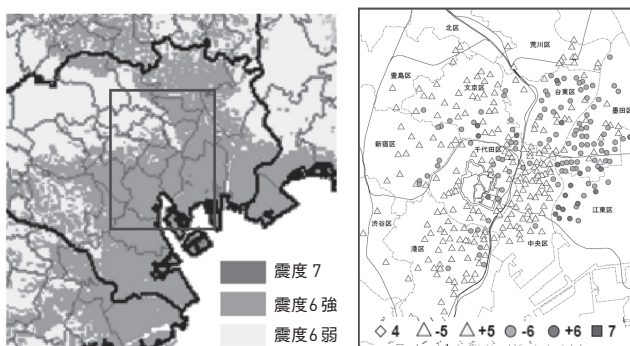 震度7
震度6強
震度6弱
北区
荒川区
豊島区
文京区
台東区
墨田区
新宿区
千代田区
江東区
渋谷区
中央区
港区
4 -5 +5 -6 +6 7